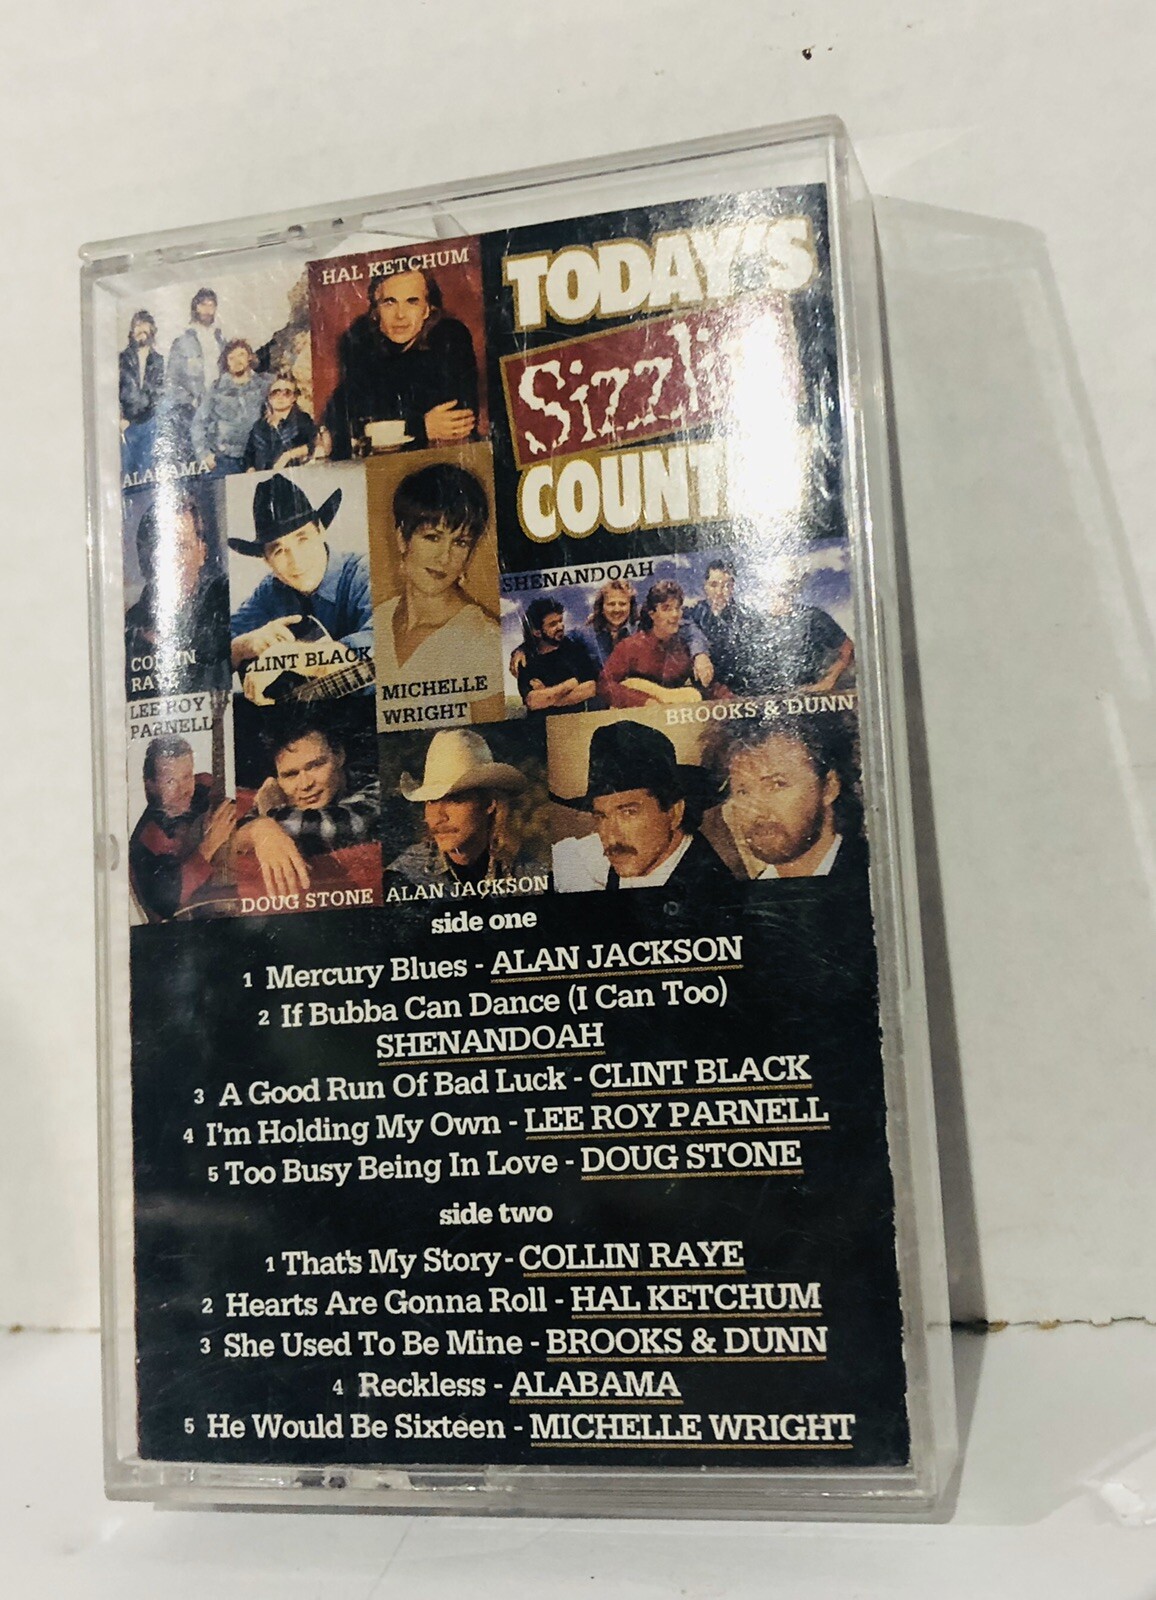 HAL KETCHUM
TODAY'S
COUNT
ALABAMA
SHENANDOAH
COLLIN
RAYE
CLINT BLACK
MICHELLE
WRIGHT
LEE ROY
PARNELL
BROOKS & DUNN
DOUG STONE
ALAN JACKSON
side one
1 Mercury Blues - ALAN JACKSON
2 If Bubba Can Dance (I Can Too)
SHENANDOAH
3 A Good Run Of Bad Luck - CLINT BLACK
4 I'm Holding My Own - LEE ROY PARNELL
5 Too Busy Being In Love - DOUG STONE
side two
1 That's My Story - COLLIN RAYE
2 Hearts Are Gonna Roll - HAL KETCHUM
3 She Used To Be Mine - BROOKS & DUNN
4 Reckless - ALABAMA
5 He Would Be Sixteen - MICHELLE WRIGHT